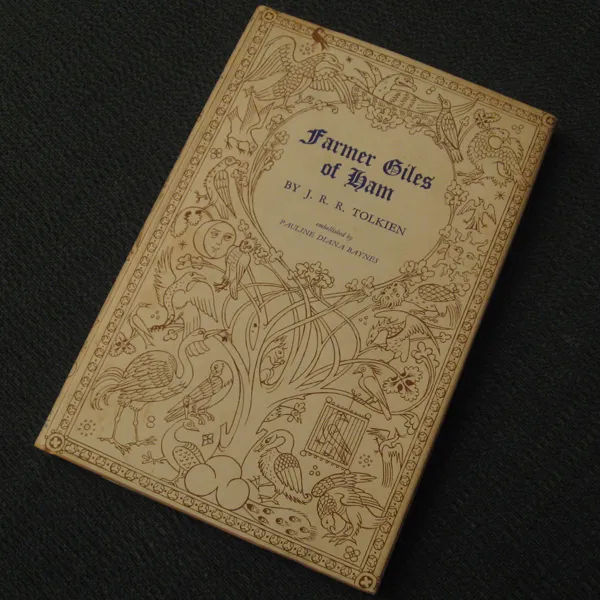 Farmer Giles
of Ham
BY J. R. R. TOLKIEN
embellished by
PAULINE DIANA BAYNES